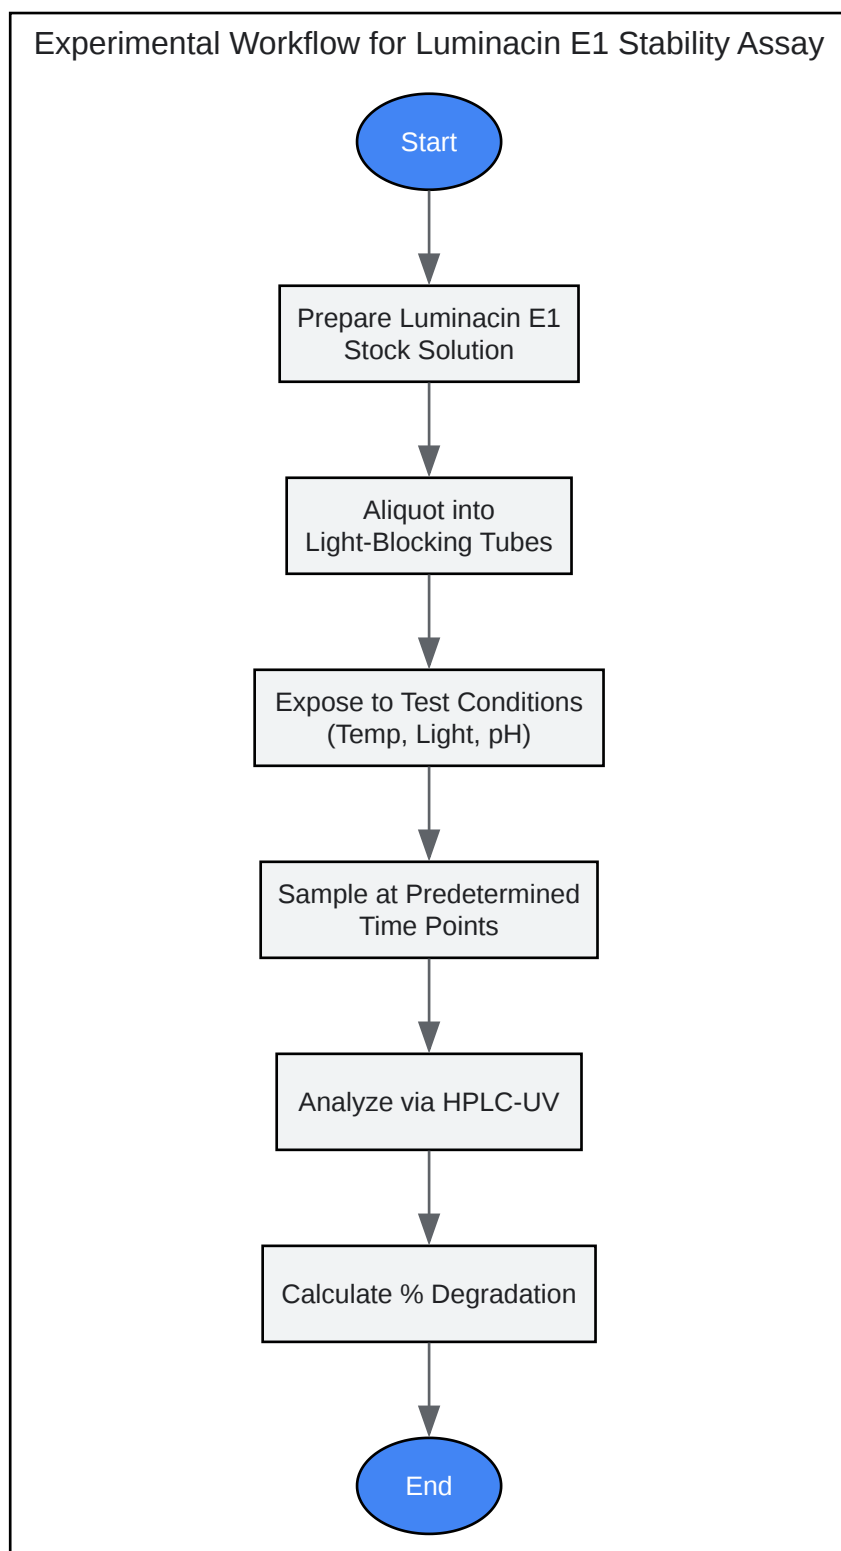 Experimental Workflow for Luminacin E1 Stability Assay
Start
Prepare Luminacin E1
Stock Solution
Aliquot into
Light-Blocking Tubes
Expose to Test Conditions
(Temp, Light, pH)
Sample at Predetermined
Time Points
Analyze via HPLC-UV
Calculate % Degradation
End